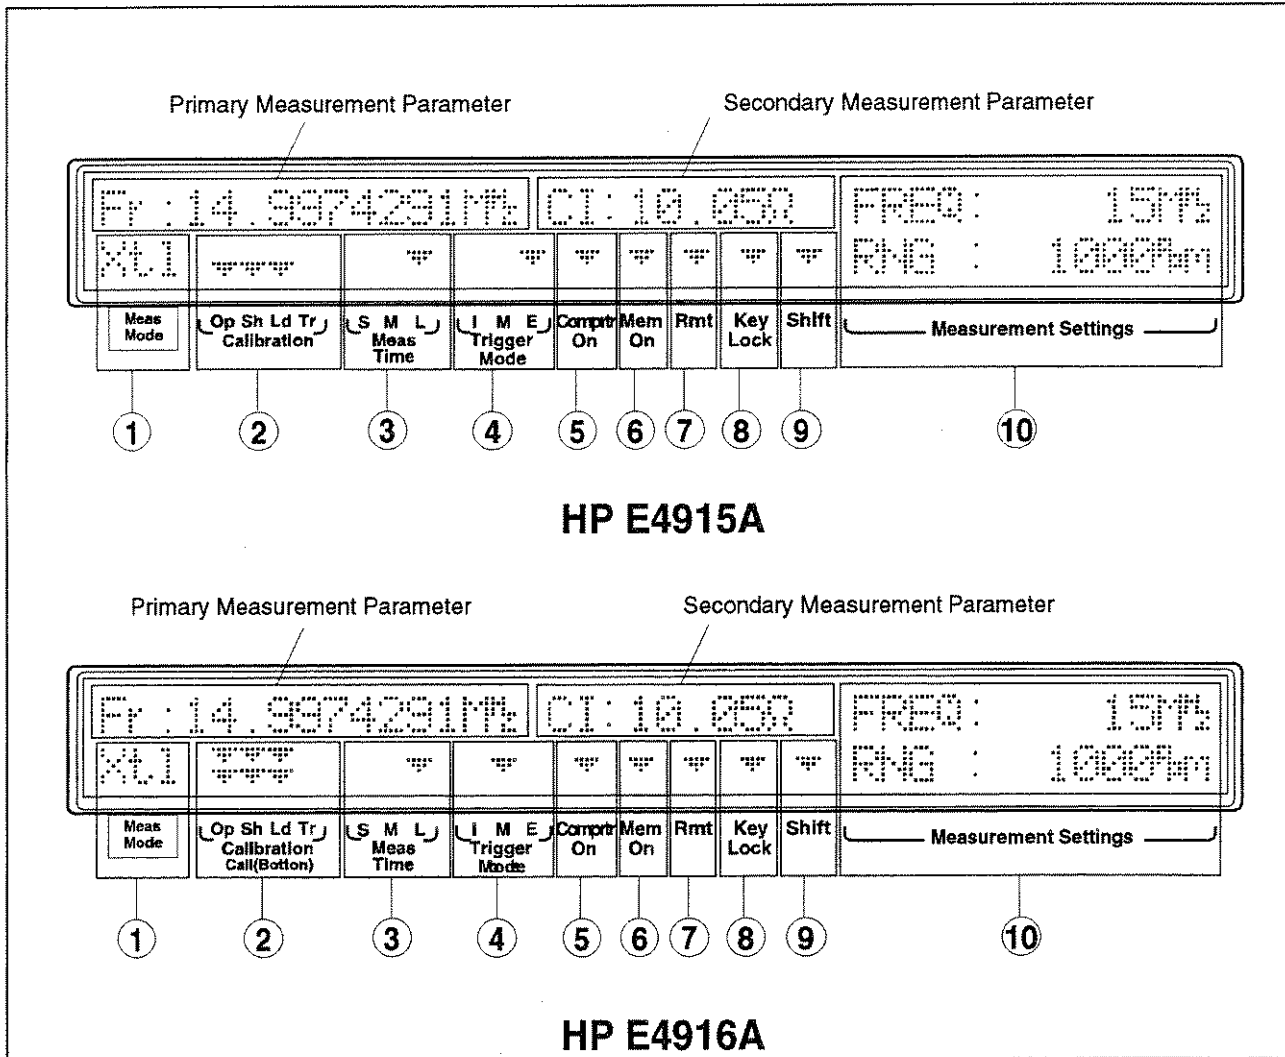 Primary Measurement Parameter Secondary Measurement Parameter
Fr :14.9974291MHz CI:10.05Ω FREQ: 15MHz
Xtl RNG : 1000ppm
Meas Mode
Op Sh Ld Tr
Calibration
S M L
Meas
Time
I M E
Trigger
Mode
Comprtr
On
Mem
On
Rmt
Key
Lock
Shift
Measurement Settings
1 2 3 4 5 6 7 8 9 10
HP E4915A
Primary Measurement Parameter Secondary Measurement Parameter
Fr :14.9974291MHz CI:10.05Ω FREQ: 15MHz
Xtl RNG : 1000ppm
Meas Mode
Op Sh Ld Tr
Calibration
Call(Botton)
S M L
Meas
Time
I M E
Trigger
Mode
Comprtr
On
Mem
On
Rmt
Key
Lock
Shift
Measurement Settings
1 2 3 4 5 6 7 8 9 10
HP E4916A